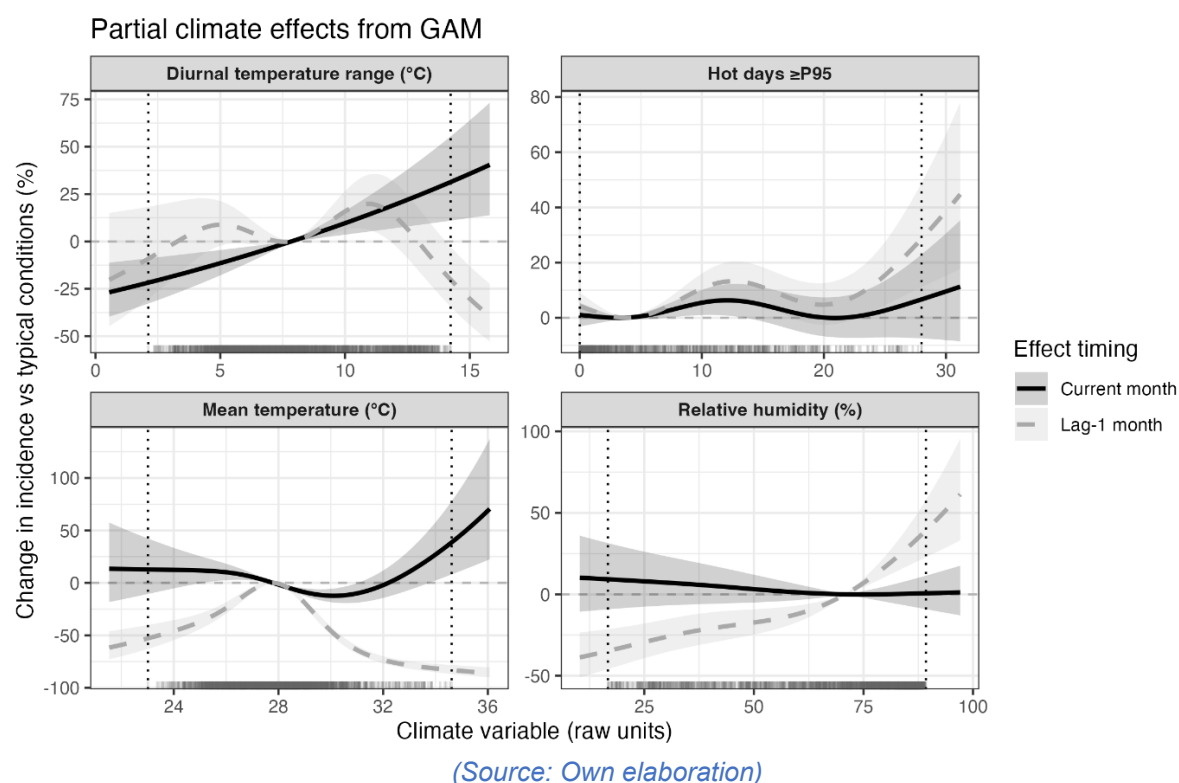 Partial climate effects from GAM
Diurnal temperature range (°C)
Hot days ≥P95
75
50
25
0
-25
-50
0 5 10 15
80
60
40
20
0
0 10 20 30
Change in incidence vs typical conditions (%)
Mean temperature (°C)
Relative humidity (%)
100
50
0
-50
-100
24 28 32 36
100
50
0
-50
25 50 75 100
Climate variable (raw units)
Effect timing
Current month
Lag-1 month
(Source: Own elaboration)